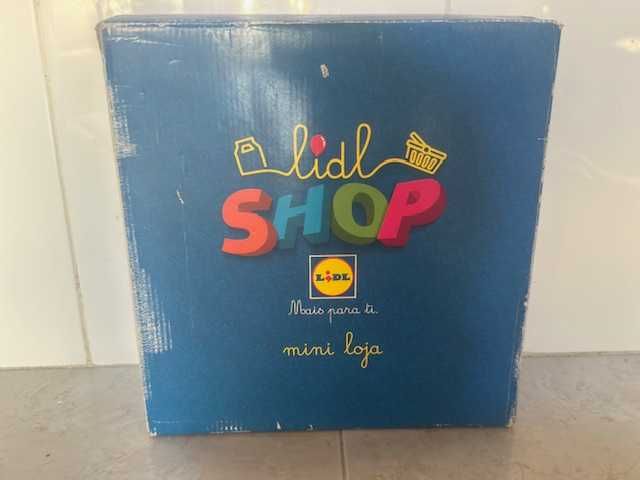 lidl
SHOP
LIDL
Mais para ti.
mini loja